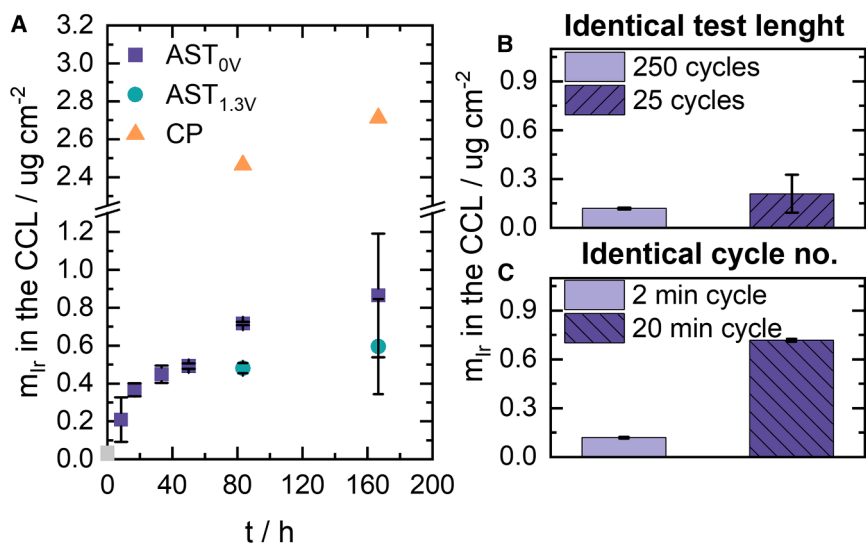 A
AST0V
AST1.3V
CP
3.2
3.0
2.8
2.6
2.4
1.2
1.0
0.8
0.6
0.4
0.2
0.0
mIr in the CCL / ug cm-2
0 40 80 120 160 200
t / h
B
Identical test lenght
250 cycles
25 cycles
0.9
0.6
0.3
0.0
C
Identical cycle no.
2 min cycle
20 min cycle
0.9
0.6
0.3
0.0
mIr in the CCL / ug cm-2